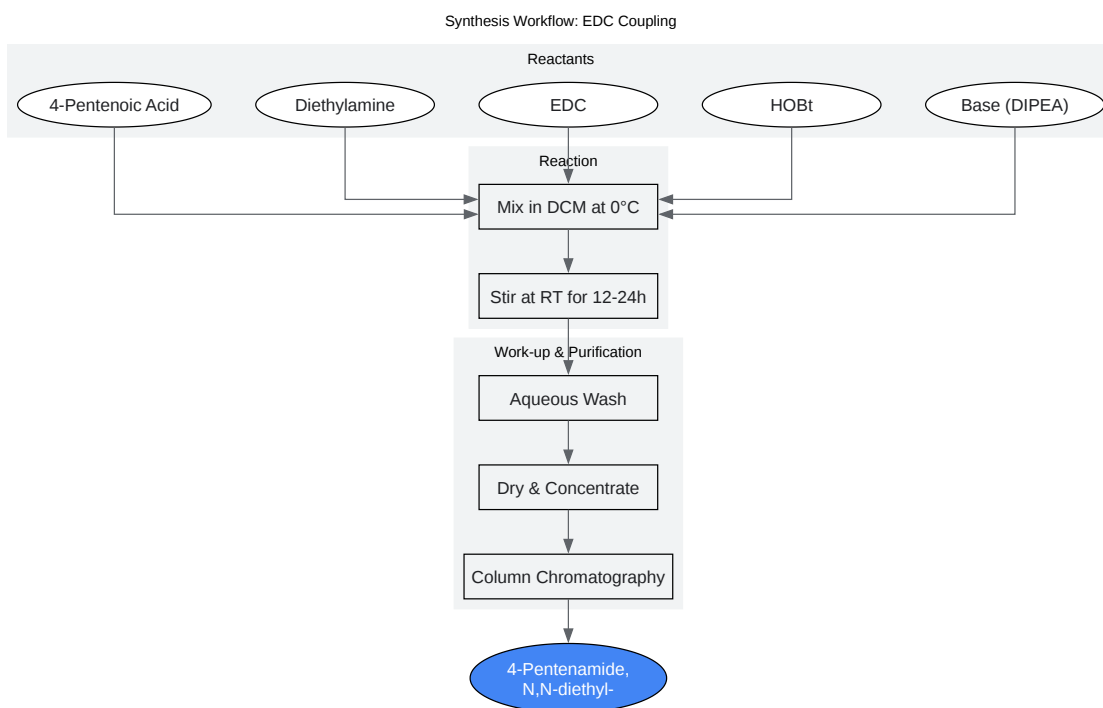 Synthesis Workflow: EDC Coupling
Reactants
4-Pentenoic Acid
Diethylamine
EDC
HOBt
Base (DIPEA)
Reaction
Mix in DCM at 0°C
Stir at RT for 12-24h
Work-up & Purification
Aqueous Wash
Dry & Concentrate
Column Chromatography
4-Pentenamide,
N,N-diethyl-